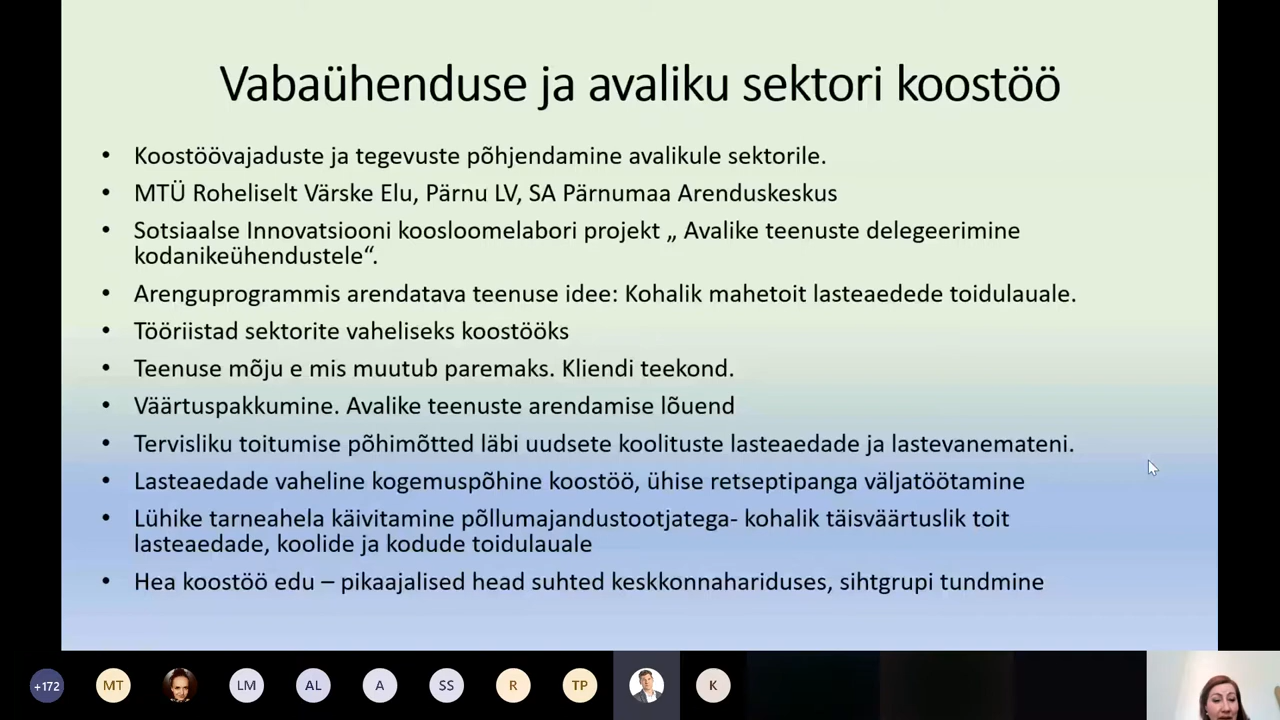 Vabaühenduse ja avaliku sektori koostöö
• Koostöövajaduste ja tegevuste põhjendamine avalikule sektorile.
• MTÜ Roheliselt Värske Elu, Pärnu LV, SA Pärnumaa Arenduskeskus
• Sotsiaalse Innovatsiooni koosloomelabori projekt „ Avalike teenuste delegeerimine
kodanikeühendustele“.
• Arenguprogrammis arendatava teenuse idee: Kohalik mahetoit lasteaedede toidulauale.
• Tööriistad sektorite vaheliseks koostööks
• Teenuse mõju e mis muutub paremaks. Kliendi teekond.
• Väärtuspakkumine. Avalike teenuste arendamise lõuend
• Tervisliku toitumise põhimõtted läbi uudsete koolituste lasteaedade ja lastevanemateni.
• Lasteaedade vaheline kogemuspõhine koostöö, ühise retseptipanga väljatöötamine
• Lühike tarneahela käivitamine põllumajandustootjatega- kohalik täisväärtuslik toit
lasteaedade, koolide ja kodude toidulauale
• Hea koostöö edu – pikaajalised head suhted keskkonnahariduses, sihtgrupi tundmine
+172 MT LM AL A SS R TP K